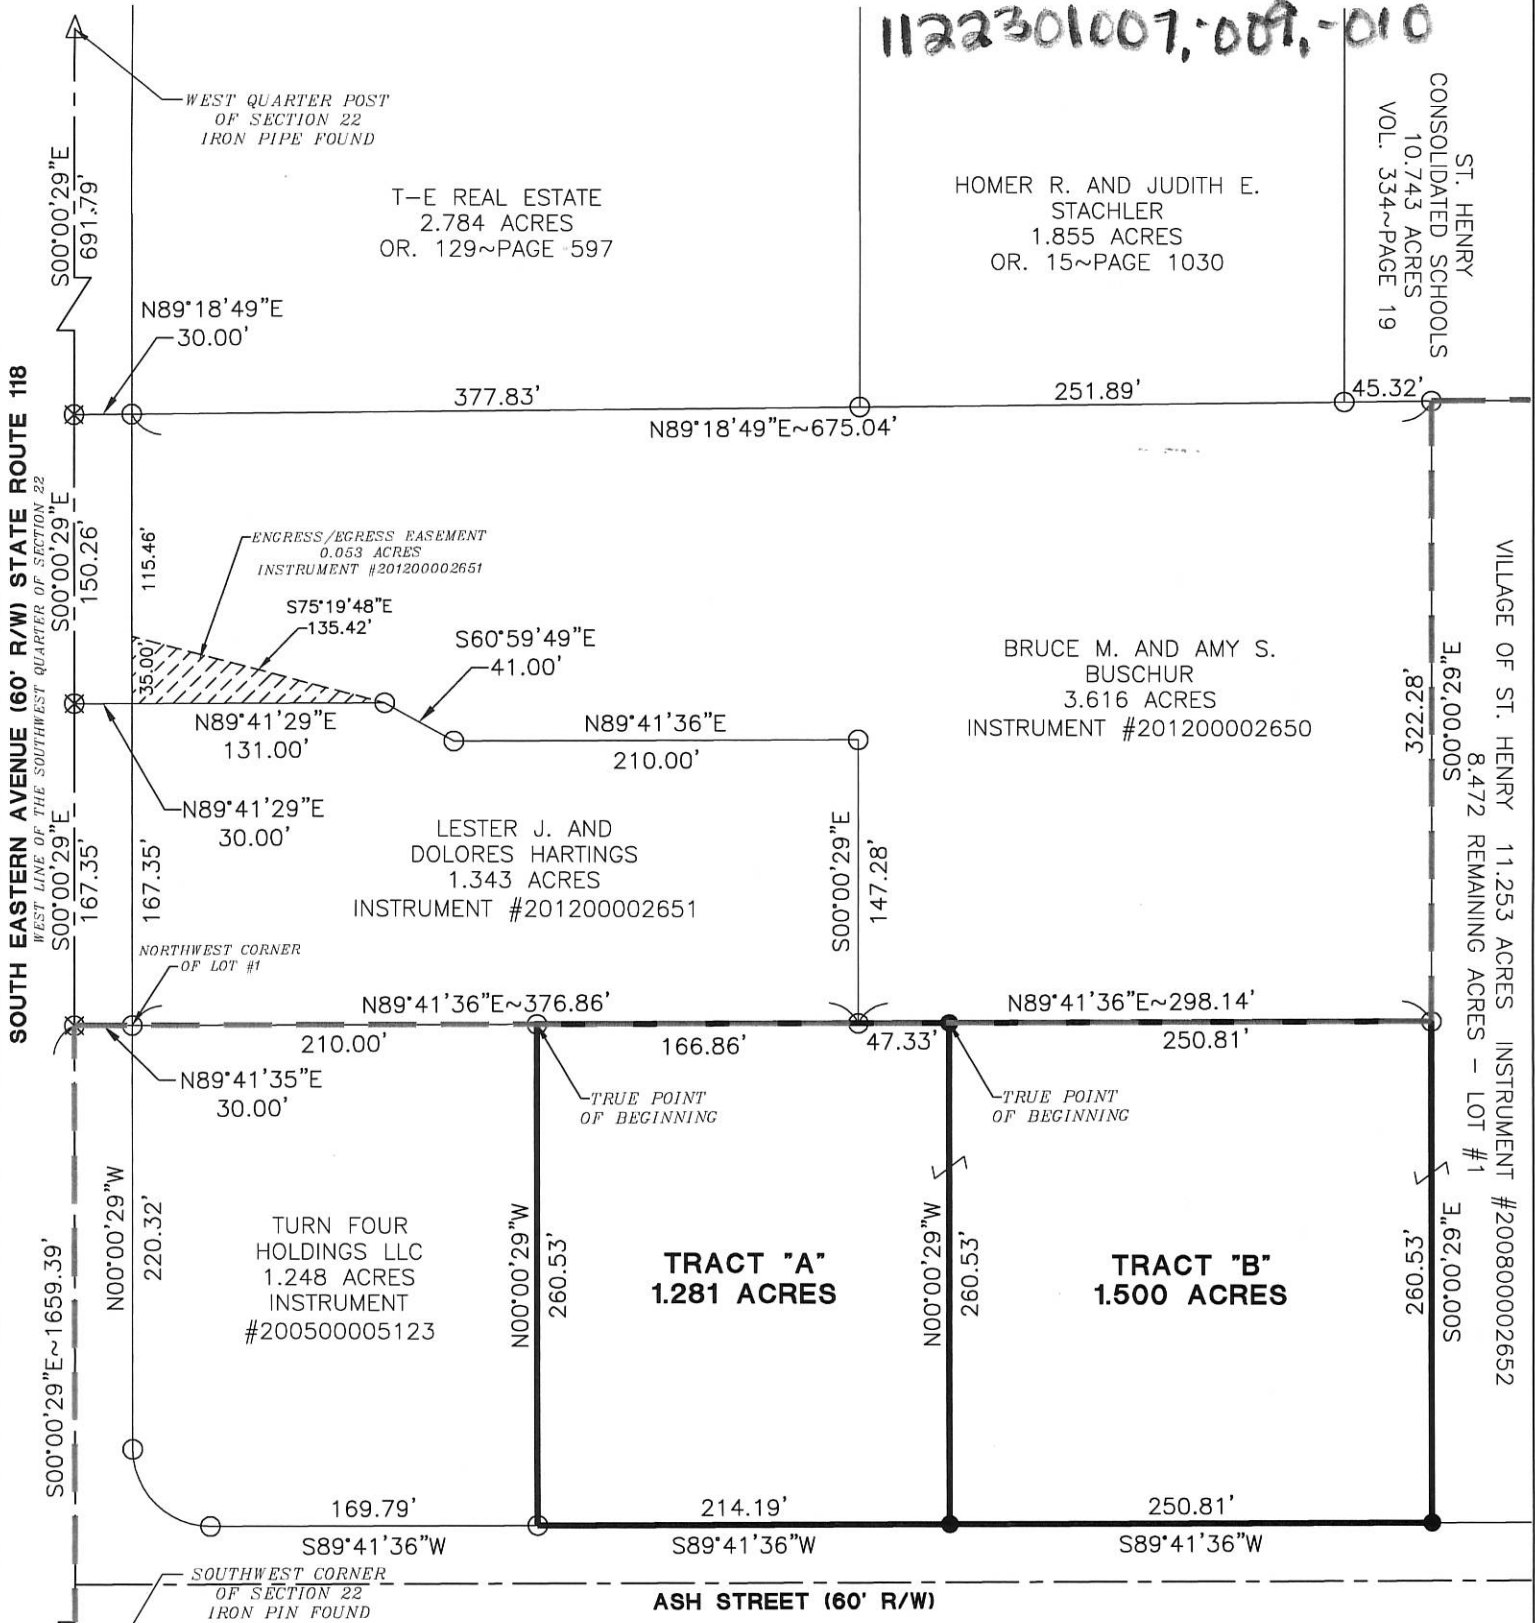 1122301007,-009,-010
WEST QUARTER POST
OF SECTION 22
IRON PIPE FOUND
S00°00'29"E
691.79'
T-E REAL ESTATE
2.784 ACRES
OR. 129~PAGE 597
HOMER R. AND JUDITH E.
STACHLER
1.855 ACRES
OR. 15~PAGE 1030
ST. HENRY
CONSOLIDATED SCHOOLS
10.743 ACRES
VOL. 334~PAGE 19
N89°18'49"E
30.00'
377.83'
251.89'
45.32'
N89°18'49"E~675.04'
SOUTH EASTERN AVENUE (60' R/W) STATE ROUTE 118
WEST LINE OF THE SOUTHWEST QUARTER OF SECTION 22
S00°00'29"E
150.26'
115.46'
ENGRESS/EGRESS EASEMENT
0.053 ACRES
INSTRUMENT #201200002651
S75°19'48"E
135.42'
35.00'
S60°59'49"E
41.00'
N89°41'29"E
131.00'
N89°41'36"E
210.00'
BRUCE M. AND AMY S.
BUSCHUR
3.616 ACRES
INSTRUMENT #201200002650
S00°00'29"E
322.28'
VILLAGE OF ST. HENRY 11.253 ACRES INSTRUMENT #200800002652
8.472 REMAINING ACRES - LOT #1
N89°41'29"E
30.00'
S00°00'29"E
167.35'
167.35'
LESTER J. AND
DOLORES HARTINGS
1.343 ACRES
INSTRUMENT #201200002651
S00°00'29"E
147.28'
NORTHWEST CORNER
OF LOT #1
N89°41'36"E~376.86'
N89°41'36"E~298.14'
210.00'
166.86'
47.33'
250.81'
N89°41'35"E
30.00'
TRUE POINT
OF BEGINNING
TRUE POINT
OF BEGINNING
S00°00'29"E~1659.39'
N00°00'29"W
220.32'
TURN FOUR
HOLDINGS LLC
1.248 ACRES
INSTRUMENT
#200500005123
N00°00'29"W
260.53'
TRACT "A"
1.281 ACRES
N00°00'29"W
260.53'
TRACT "B"
1.500 ACRES
260.53'
S00°00'29"E
169.79'
S89°41'36"W
214.19'
S89°41'36"W
250.81'
S89°41'36"W
SOUTHWEST CORNER
OF SECTION 22
IRON PIN FOUND
ASH STREET (60' R/W)